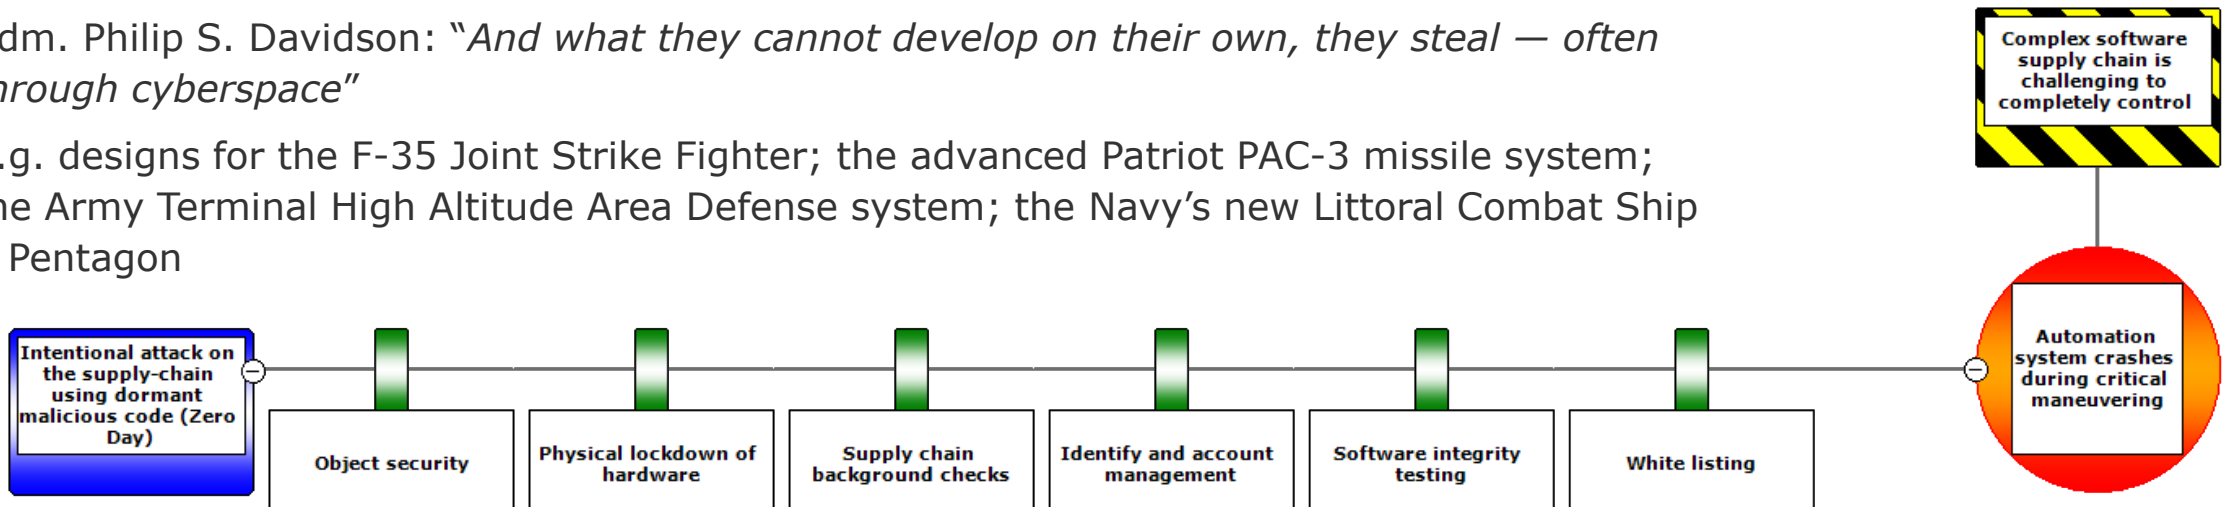 dm. Philip S. Davidson: “And what they cannot develop on their own, they steal — often
hrough cyberspace”
.g. designs for the F-35 Joint Strike Fighter; the advanced Patriot PAC-3 missile system;
ne Army Terminal High Altitude Area Defense system; the Navy’s new Littoral Combat Ship
Pentagon
Complex software
supply chain is
challenging to
completely control
Intentional attack on
the supply-chain
using dormant
malicious code (Zero
Day)
Object security
Physical lockdown of
hardware
Supply chain
background checks
Identify and account
management
Software integrity
testing
White listing
Automation
system crashes
during critical
maneuvering